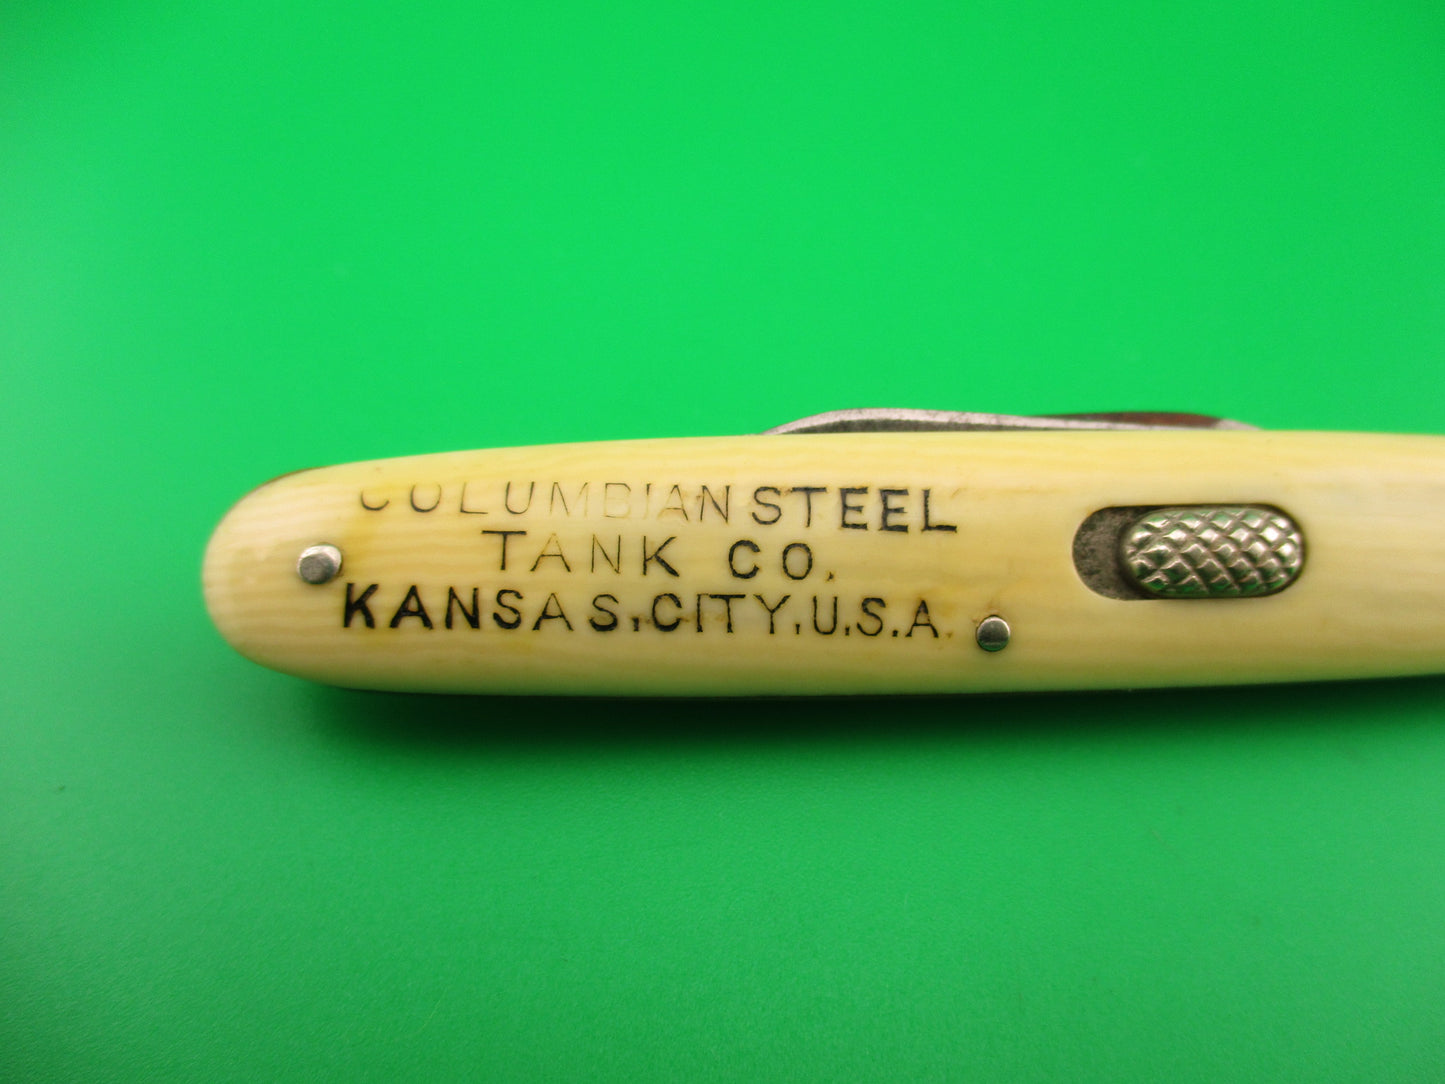 COLUMBIAN STEEL
TANK CO.
KANSAS.CITY.U.S.A.